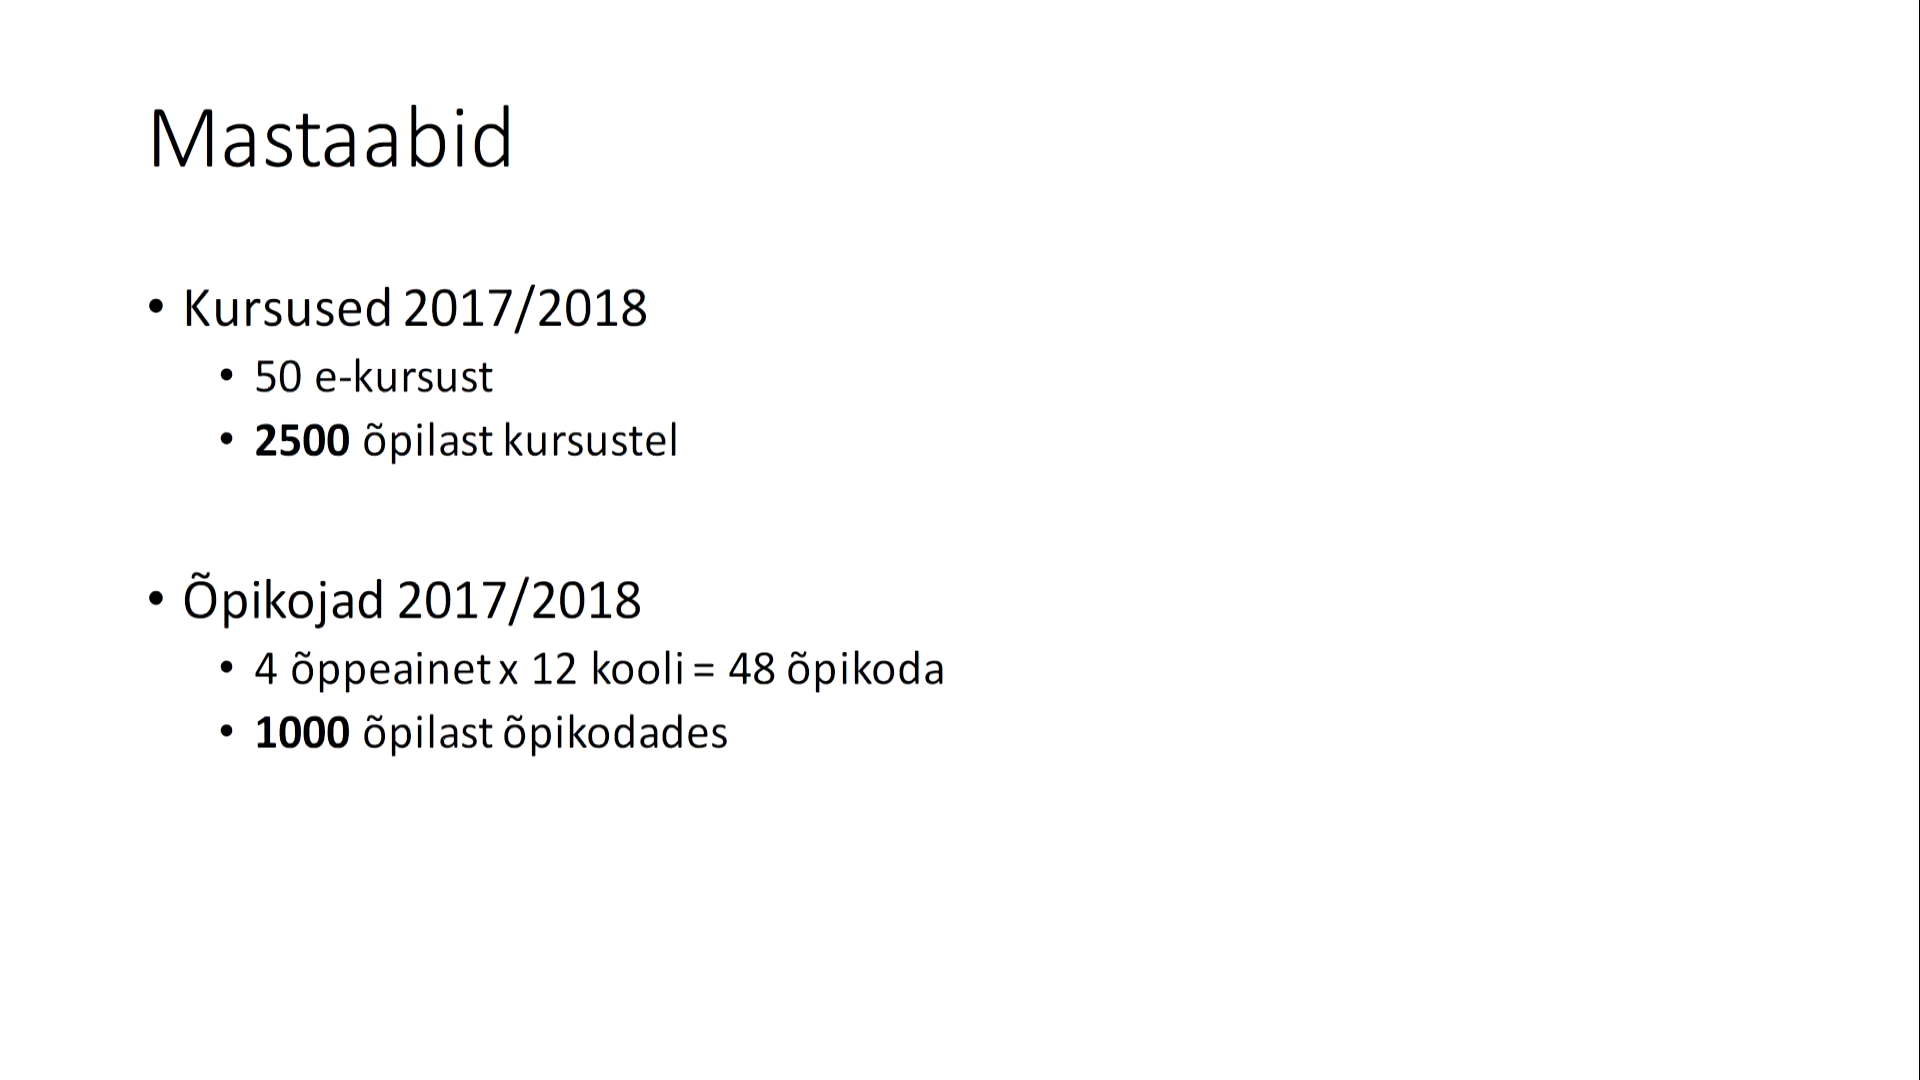 Mastaabid
• Kursused 2017/2018
• 50 e-kursust
• 2500 õpilast kursustel
• Õpikojad 2017/2018
• 4 õppeainet x 12 kooli = 48 õpikoda
• 1000 õpilast õpikodades